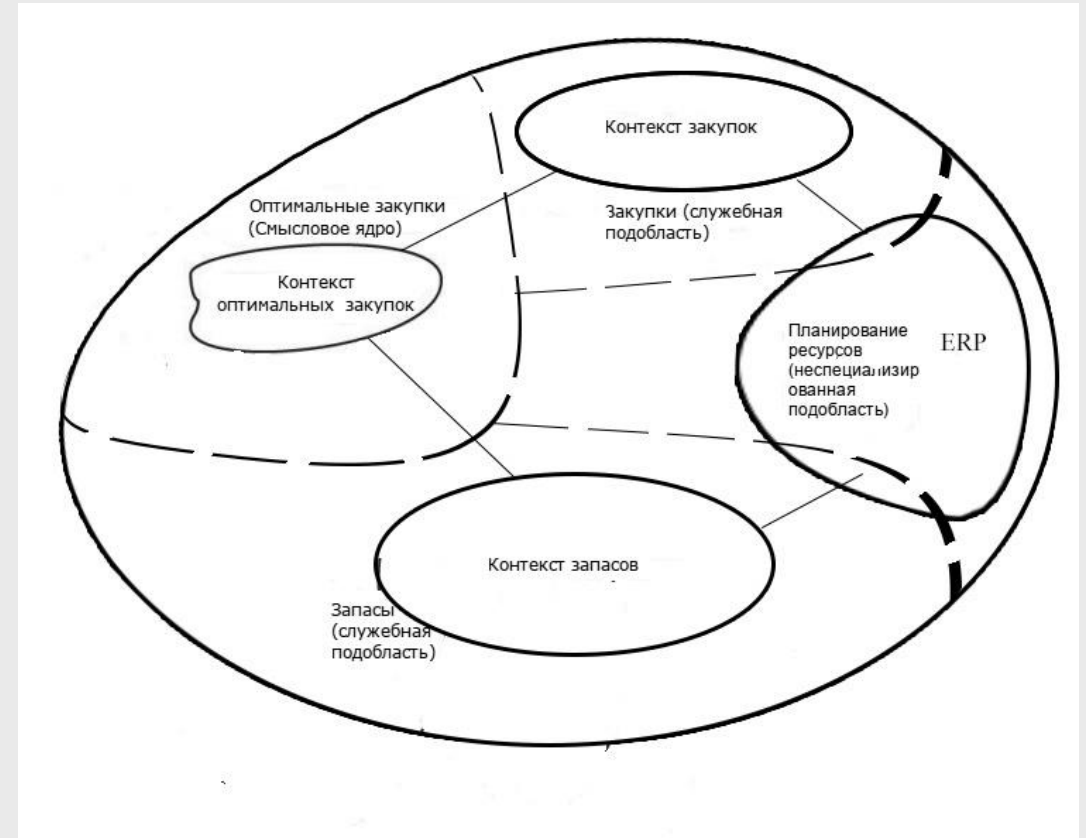 Контекст закупок
Оптимальные закупки
(Смысловое ядро)
Закупки (служебная
подобласть)
Контекст
оптимальных закупок
Планирование
ресурсов
(неспециализир
ованная
подобласть)
ERP
Контекст запасов
Запасы
(служебная
подобласть)